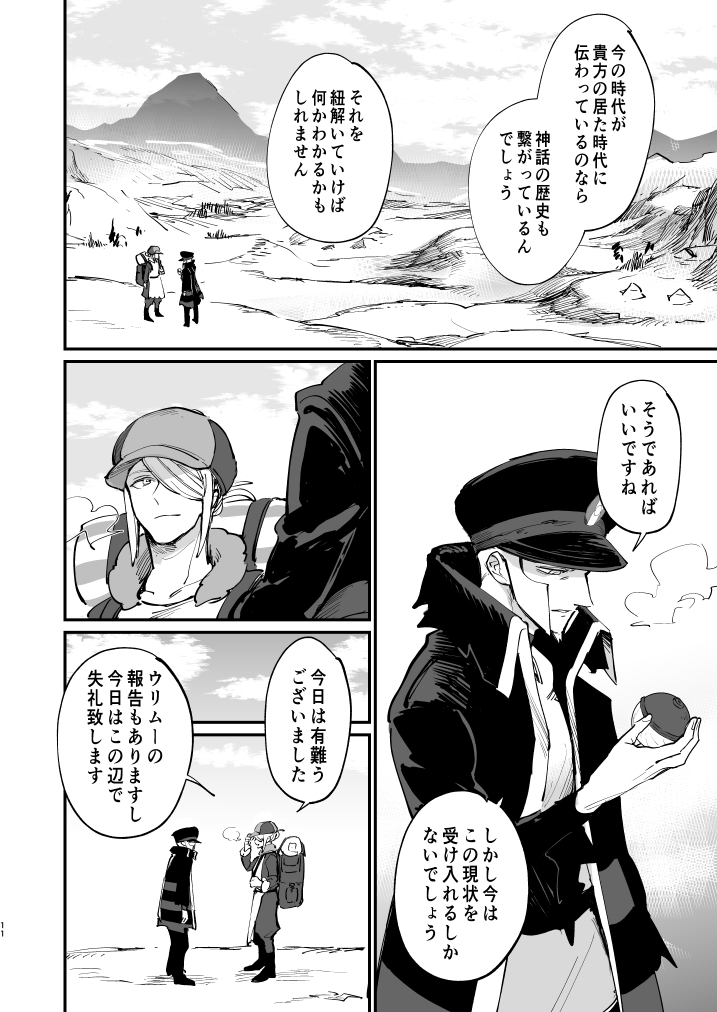 今の時代が
貴方の居た時代に
伝わっているのなら
神話の歴史も
繋がっているん
でしょう
それを
紐解いていけば
何かわかるかも
しれません
そうであれば
いいですね
しかし今は
この現状を
受け入れるしか
ないでしょう
今日は有難う
ございました
ウリムーの
報告もありますし
今日はこの辺で
失礼致します
11